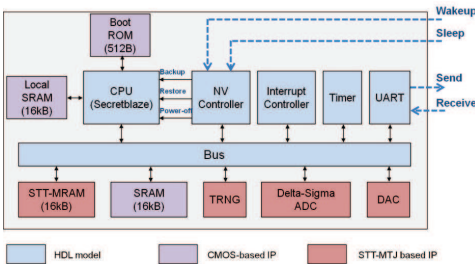 Boot
ROM
(512B)
Wakeup
Sleep
Local
SRAM
(16kB)
CPU
(Secretblaze)
Backup
Restore
Power-off
NV
Controller
Interrupt
Controller
Timer
UART
Send
Receive
Bus
STT-MRAM
(16kB)
SRAM
(16kB)
TRNG
Delta-Sigma
ADC
DAC
HDL model
CMOS-based IP
STT-MTJ based IP